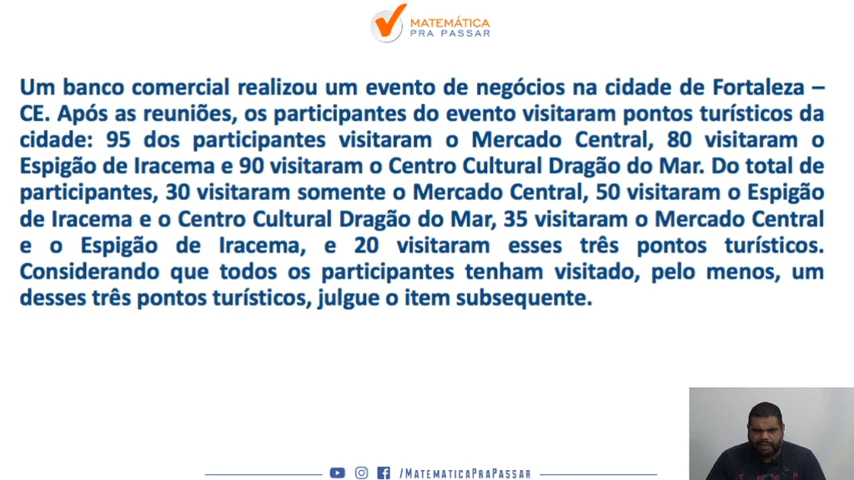 MATEMÁTICA
PRA PASSAR
Um banco comercial realizou um evento de negócios na cidade de Fortaleza –
CE. Após as reuniões, os participantes do evento visitaram pontos turísticos da
cidade: 95 dos participantes visitaram o Mercado Central, 80 visitaram o
Espigão de Iracema e 90 visitaram o Centro Cultural Dragão do Mar. Do total de
participantes, 30 visitaram somente o Mercado Central, 50 visitaram o Espigão
de Iracema e o Centro Cultural Dragão do Mar, 35 visitaram o Mercado Central
e o Espigão de Iracema, e 20 visitaram esses três pontos turísticos.
Considerando que todos os participantes tenham visitado, pelo menos, um
desses três pontos turísticos, julgue o item subsequente.
/MatematicaPraPassar